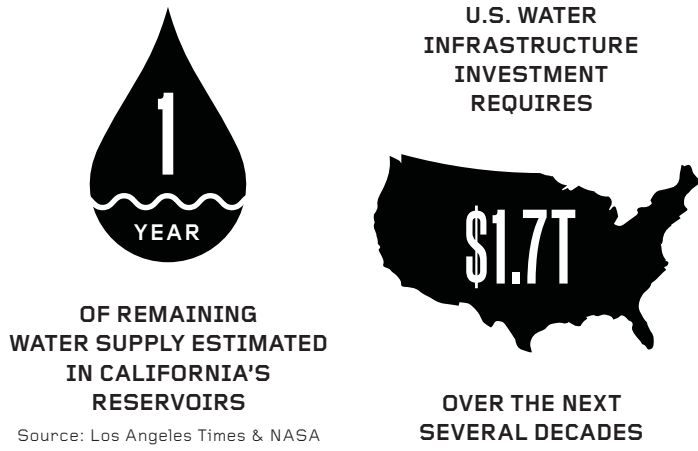 1
YEAR
OF REMAINING
WATER SUPPLY ESTIMATED
IN CALIFORNIA'S
RESERVOIRS
Source: Los Angeles Times & NASA
U.S. WATER
INFRASTRUCTURE
INVESTMENT
REQUIRES
$1.7T
OVER THE NEXT
SEVERAL DECADES